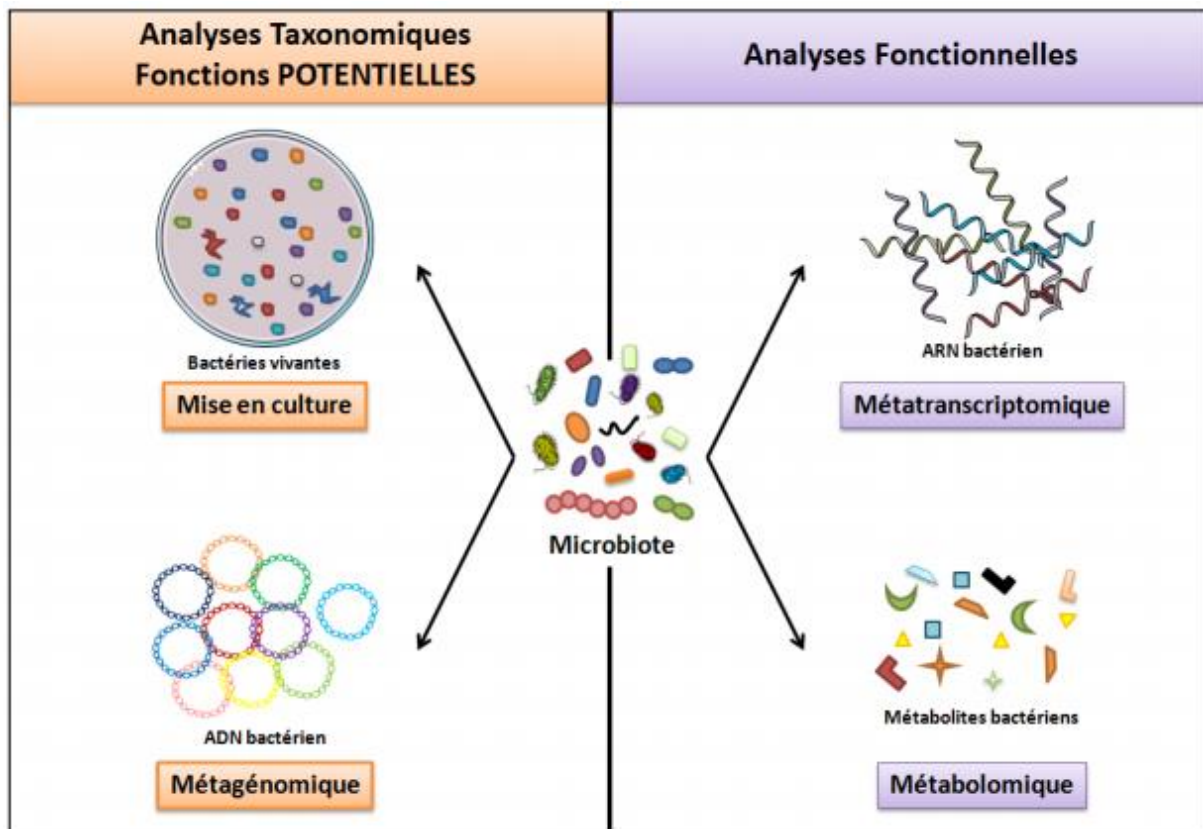 Analyses Taxonomiques
Fonctions POTENTIELLES
Analyses Fonctionnelles
Bactéries vivantes
Mise en culture
ARN bactérien
Métatranscriptomique
Microbiote
ADN bactérien
Métagénomique
Métabolites bactériens
Métabolomique